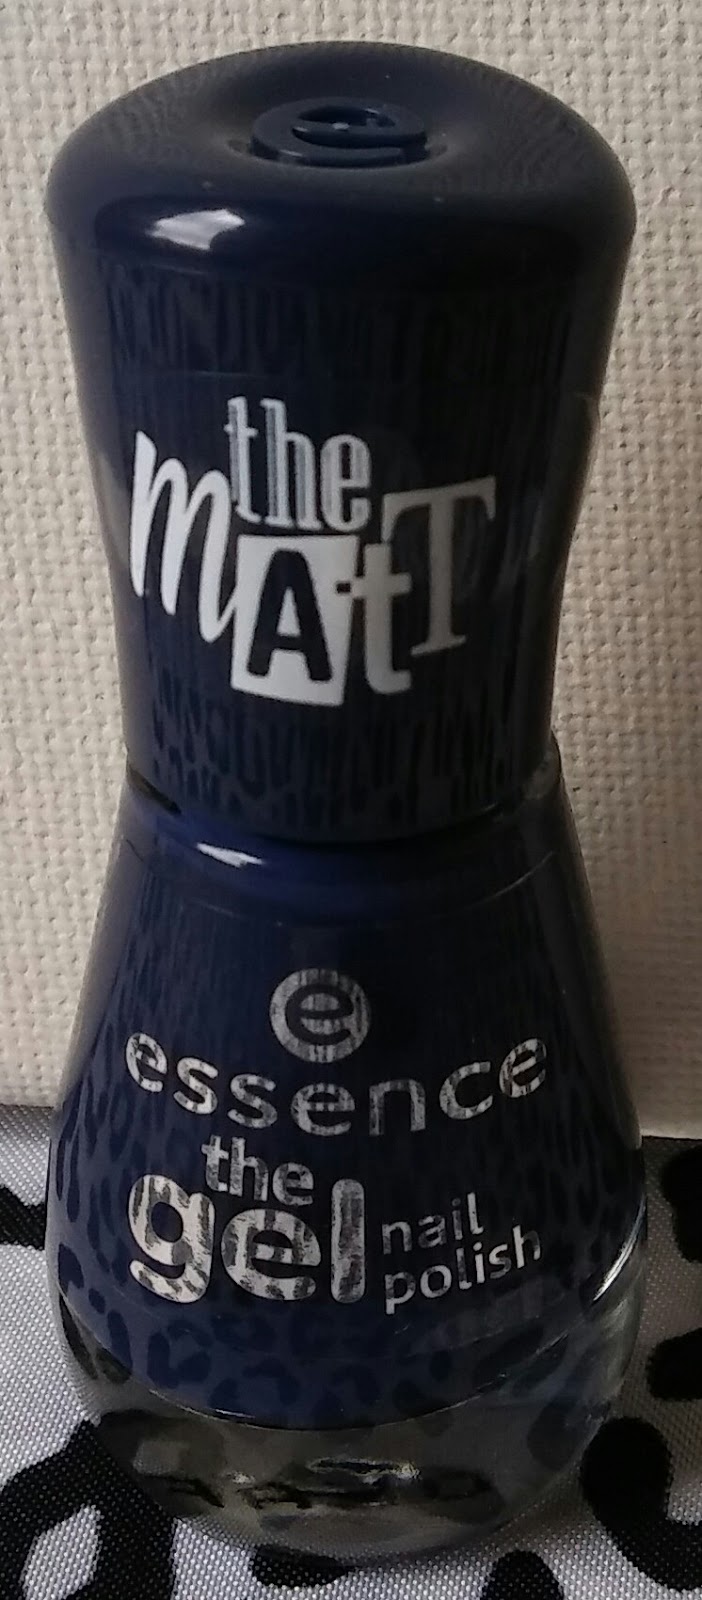 e
the
mAtT
e
essence
the
gel nail
polish